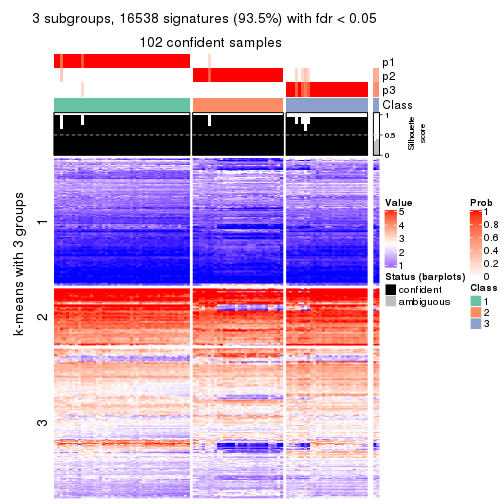 3 subgroups, 16538 signatures (93.5%) with fdr < 0.05
102 confident samples
p1
p2
p3
Class
1
0.5
0
Silhouette
score
k-means with 3 groups
1
2
3
Value
5
4
3
2
1
Status (barplots)
confident
ambiguous
Prob
1
0.8
0.6
0.4
0.2
0
Class
1
2
3